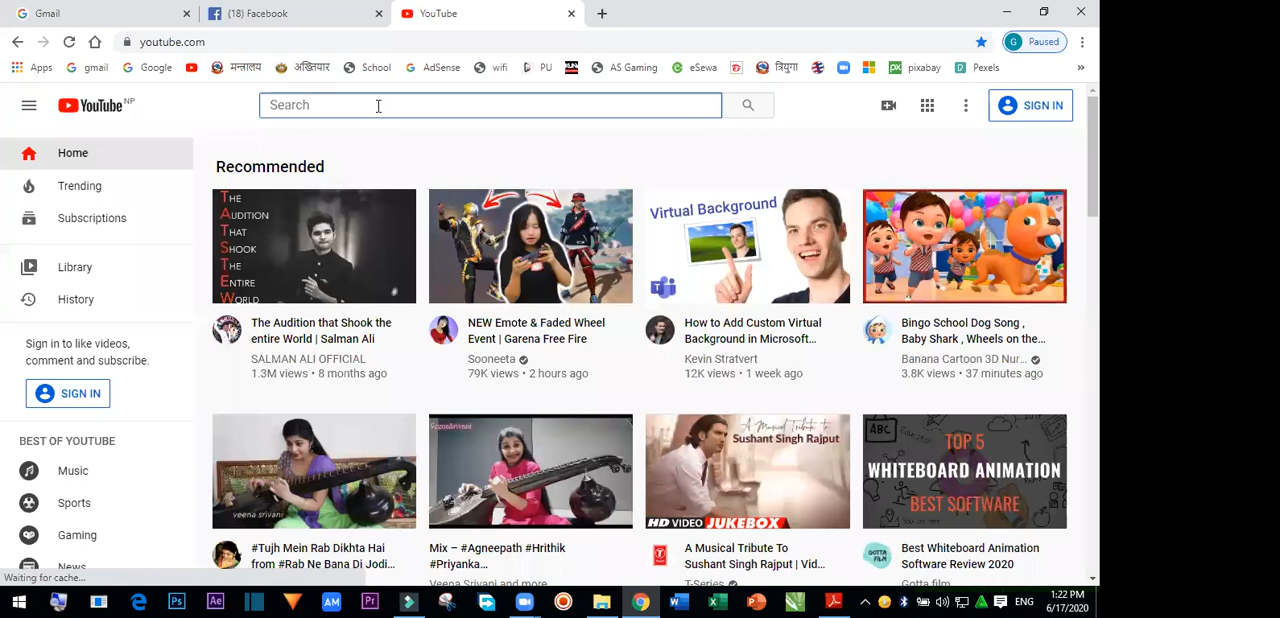 Gmail
(18) Facebook
YouTube
youtube.com
G Paused
Apps gmail Google मन्त्रालय अख्तियार School AdSense wifi PU AS Gaming eSewa त्रियुगा pixabay Pexels »
YouTube NP
Search
SIGN IN
Home
Trending
Subscriptions
Library
History
Sign in to like videos,
comment and subscribe.
SIGN IN
BEST OF YOUTUBE
Music
Sports
Gaming
News
Recommended
THE
AUDITION
THAT
SHOOK
THE
ENTIRE
WORLD
The Audition that Shook the
entire World | Salman Ali
SALMAN ALI OFFICIAL
1.3M views • 8 months ago
NEW Emote & Faded Wheel
Event | Garena Free Fire
Sooneeta
79K views • 2 hours ago
Virtual Background
How to Add Custom Virtual
Background in Microsoft...
Kevin Stratvert
12K views • 1 week ago
Bingo School Dog Song ,
Baby Shark , Wheels on the...
Banana Cartoon 3D Nur...
3.8K views • 37 minutes ago
veena srivani
#Tujh Mein Rab Dikhta Hai
from #Rab Ne Bana Di Jodi...
Veenasrivani
Mix – #Agneepath #Hrithik
#Priyanka...
Veena Srivani and more
A Musical Tribute to
Sushant Singh Rajput
HD VIDEO JUKEBOX
A Musical Tribute To
Sushant Singh Rajput | Vid...
T-Series
ABC
TOP 5
WHITEBOARD ANIMATION
BEST SOFTWARE
GOTTA
FILM
Best Whiteboard Animation
Software Review 2020
Gotta film
Waiting for cache...
Ps Ae AM Pr
ENG
1:22 PM
6/17/2020